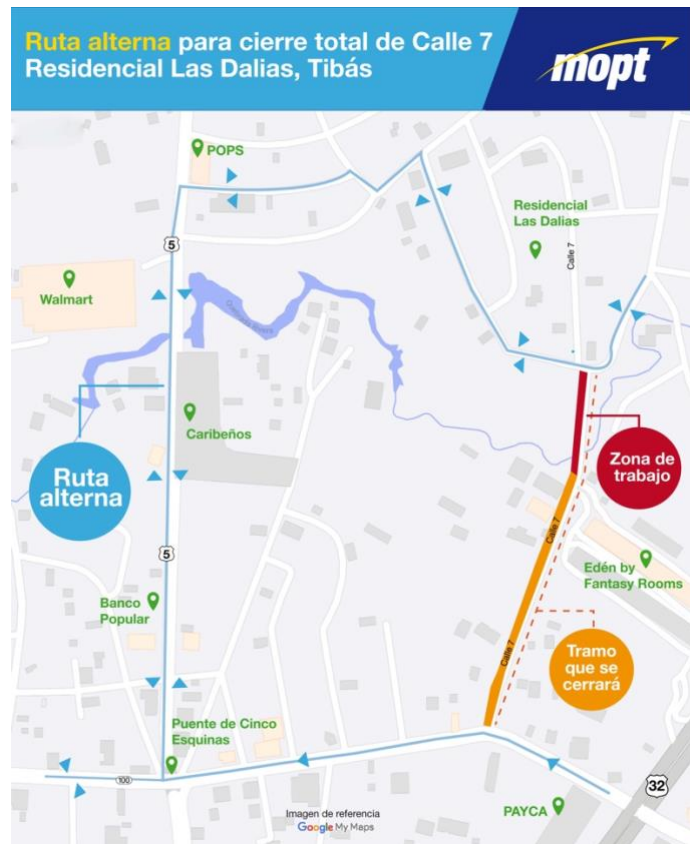 Ruta alterna para cierre total de Calle 7
Residencial Las Dalias, Tibás
mopt
POPS
Residencial
Las Dalias
Calle 7
5
Walmart
Caribeños
Ruta
alterna
Zona de
trabajo
5
Calle 7
Edén by
Fantasy Rooms
Banco
Popular
Calle 7
Tramo
que se
cerrará
Puente de Cinco
Esquinas
100
32
PAYCA
Imagen de referencia
Google My Maps